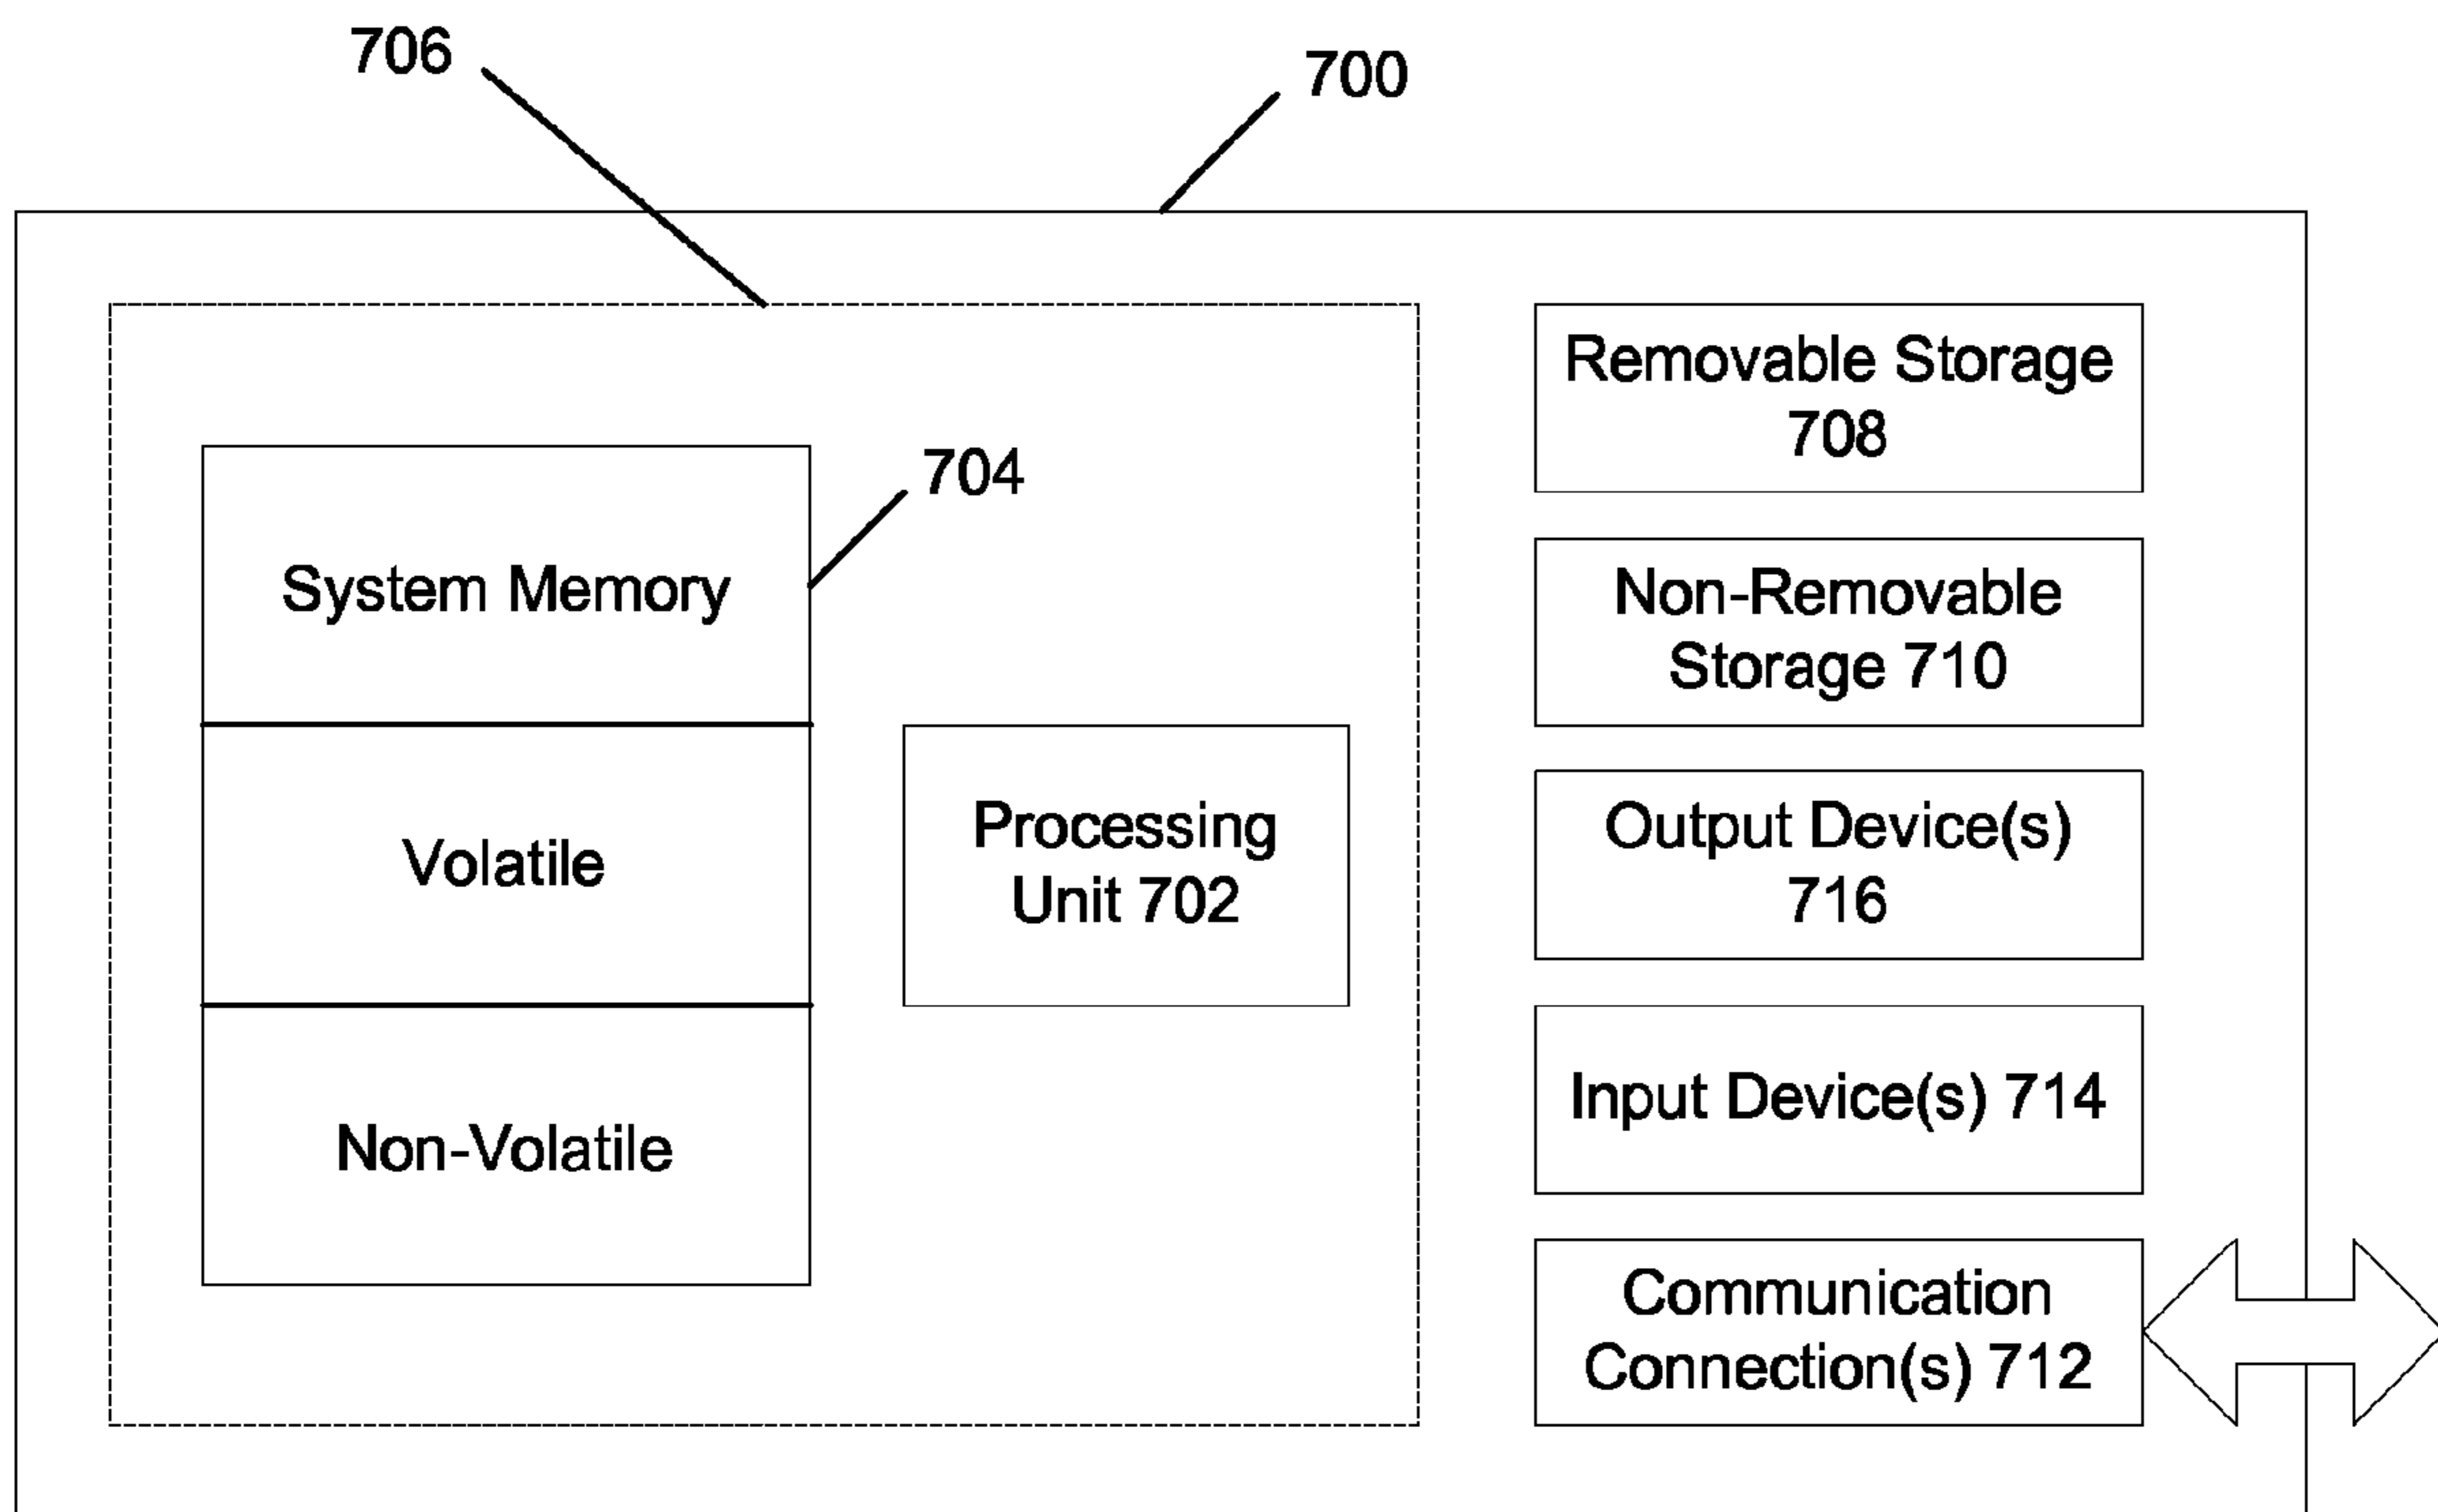 706
700
704
System Memory
Volatile
Non-Volatile
Processing
Unit 702
Removable Storage
708
Non-Removable
Storage 710
Output Device(s)
716
Input Device(s) 714
Communication
Connection(s) 712